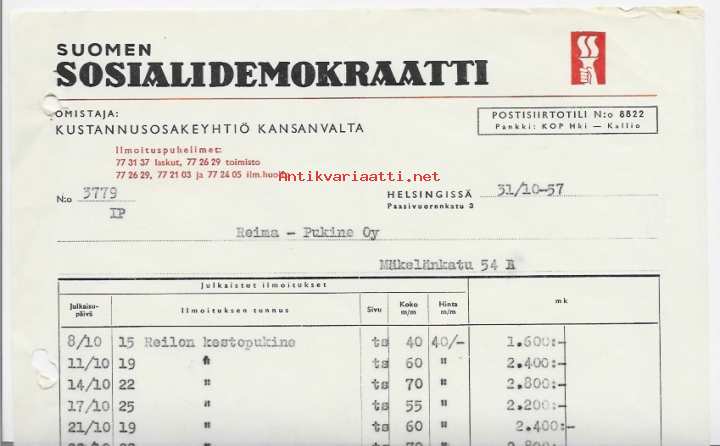 SUOMEN
SOSIALIDEMOKRAATTI
OMISTAJA:
KUSTANNUSOSAKEYHTIÖ KANSANVALTA
POSTISIIRTOTILI N:o 8822
Pankki: KOP Hki — Kallio
Ilmoituspuhelimet:
77 31 37 laskut, 77 26 29 toimisto
77 26 29, 77 21 03 ja 77 24 05 ilm.huol
Antikvariaatti.net
N:o 3779
IP
HELSINGISSÄ 31/10-57
Paasivuorenkatu 3
Reima - Pukine Oy
Mäkelänkatu 54 A
Julkaistut ilmoitukset
Julkaisu-päivä Ilmoituksen tunnus Sivu Koko m/m Hinta m/m mk
8/10 15 Reilon kestopukine ts 40 40/- 1.600:-
11/10 19 " ts 60 " 2.400:-
14/10 22 " ts 70 " 2.800:-
17/10 25 " ts 55 " 2.200:-
21/10 19 " ts 60 " 2.400:-